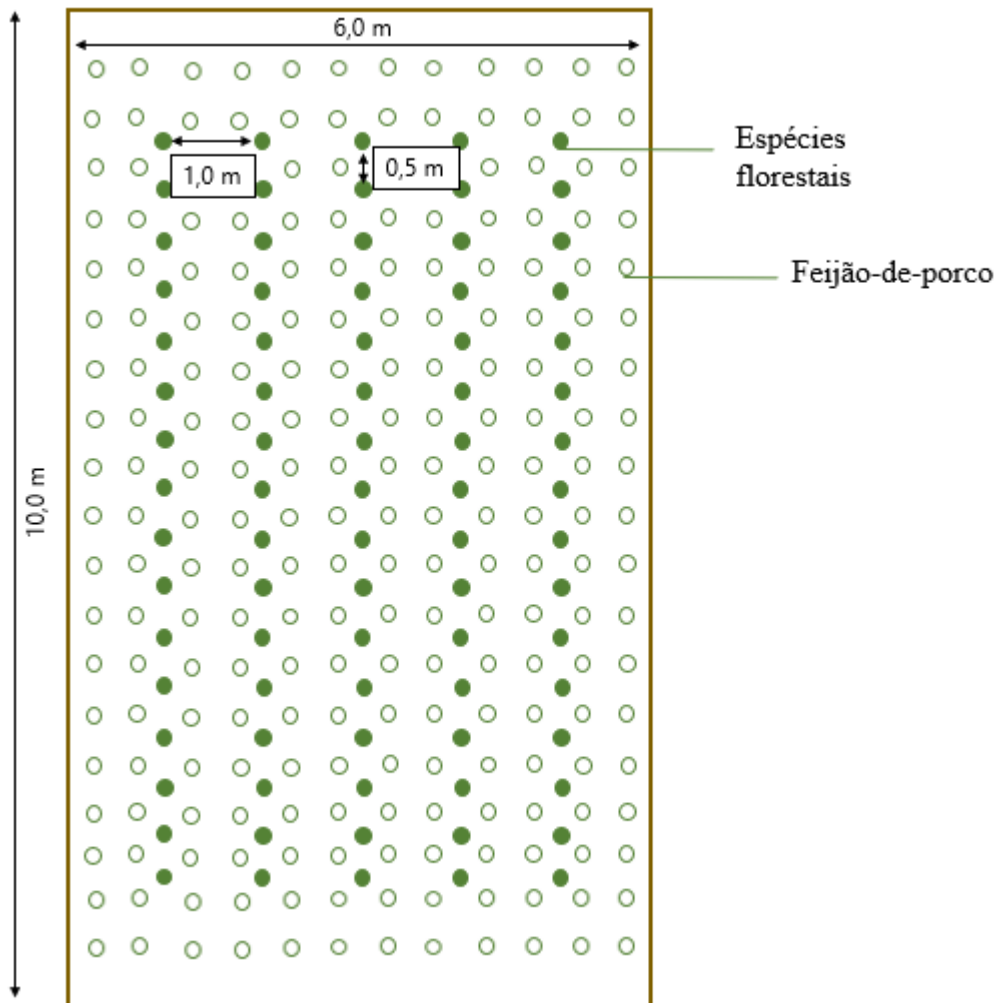 6,0 m
1,0 m
0,5 m
Espécies
florestais
Feijão-de-porco
10,0 m